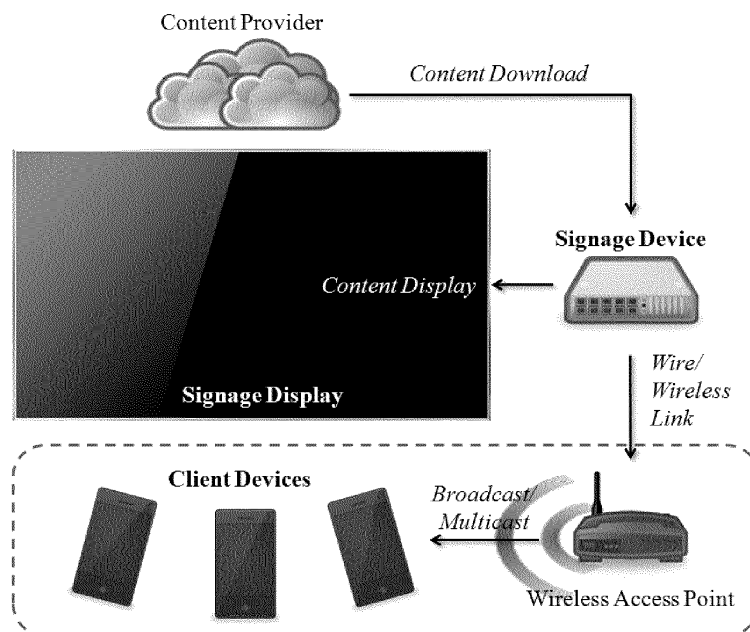 Content Provider
Content Download
Signage Device
Content Display
Signage Display
Wire/
Wireless
Link
Client Devices
Broadcast/
Multicast
Wireless Access Point